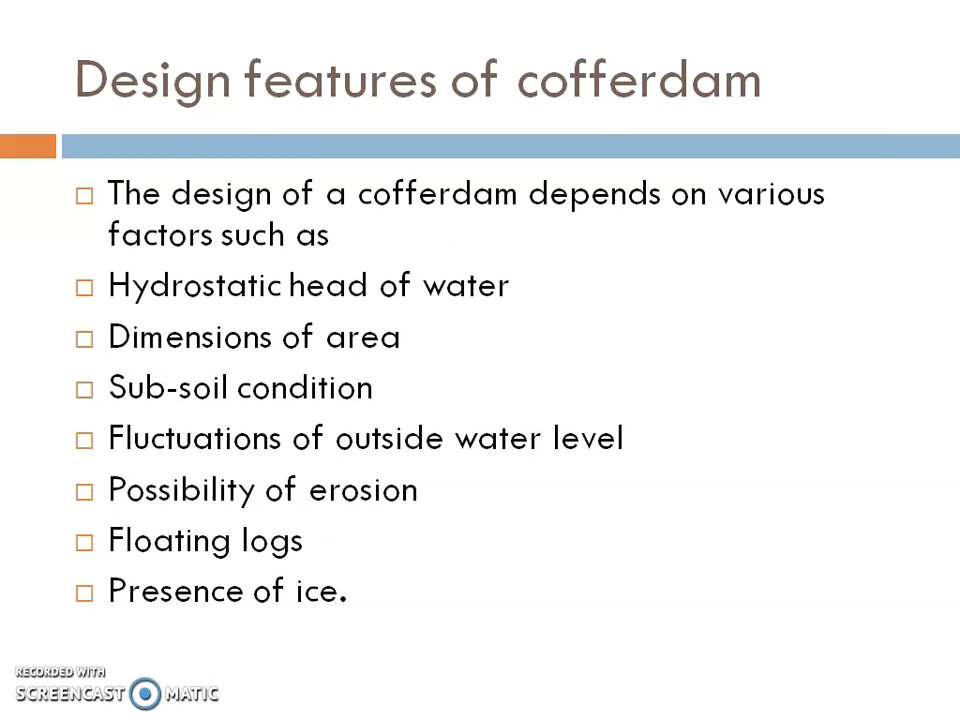 Design features of cofferdam
The design of a cofferdam depends on various
factors such as
Hydrostatic head of water
Dimensions of area
Sub-soil condition
Fluctuations of outside water level
Possibility of erosion
Floating logs
Presence of ice.
RECORDED WITH
SCREENCAST MATIC